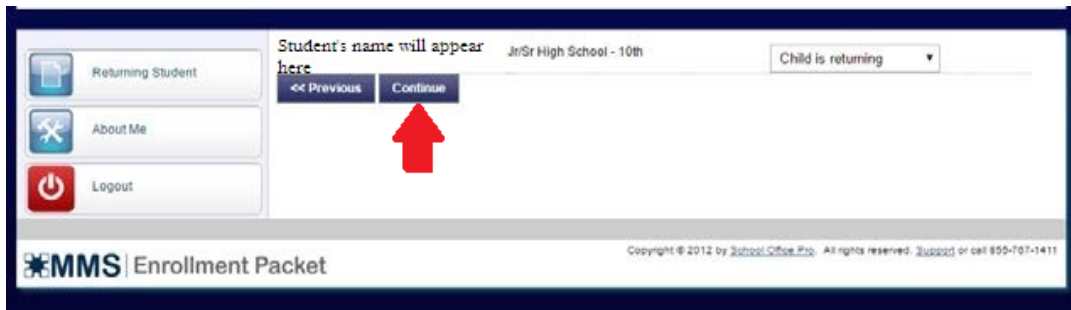 Returning Student
About Me
Logout
Student's name will appear
here
Jr/Sr High School - 10th
Child is returning
<< Previous
Continue
MMS | Enrollment Packet
Copyright © 2012 by School Office Pro. All rights reserved. Support or call 855-707-1411